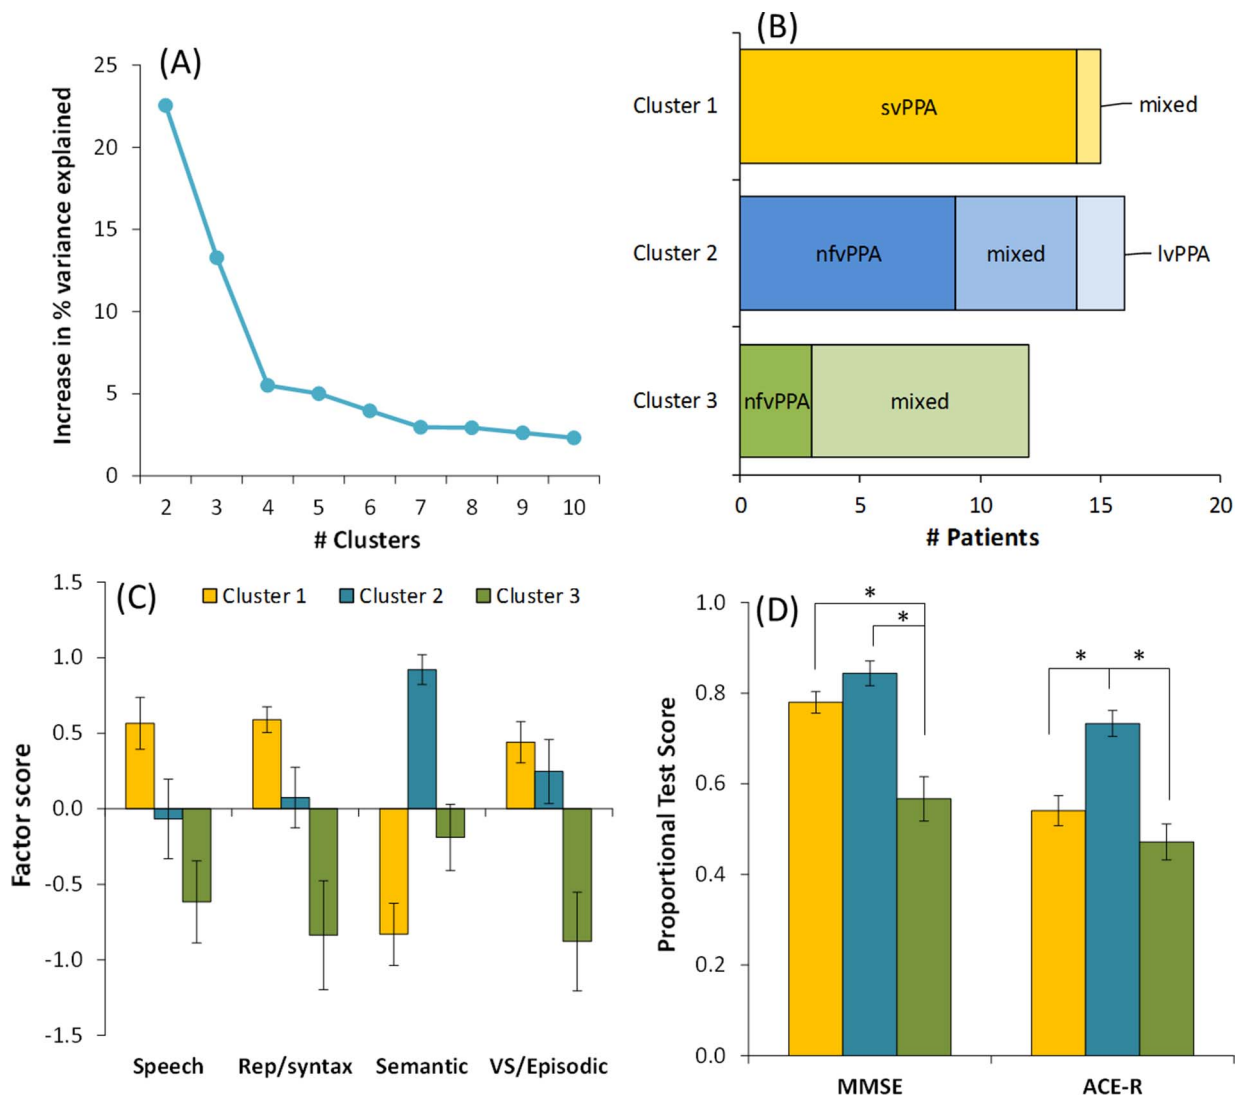 (A)
Increase in % variance explained
25
20
15
10
5
0
2 3 4 5 6 7 8 9 10
# Clusters
(B)
Cluster 1
svPPA
mixed
Cluster 2
nfvPPA
mixed
lvPPA
Cluster 3
nfvPPA
mixed
0 5 10 15 20
# Patients
(C)
Cluster 1 Cluster 2 Cluster 3
Factor score
1.5
1.0
0.5
0.0
-0.5
-1.0
-1.5
Speech Rep/syntax Semantic VS/Episodic
(D)
Proportional Test Score
1.0
0.8
0.6
0.4
0.2
0.0
*
*
* *
MMSE ACE-R